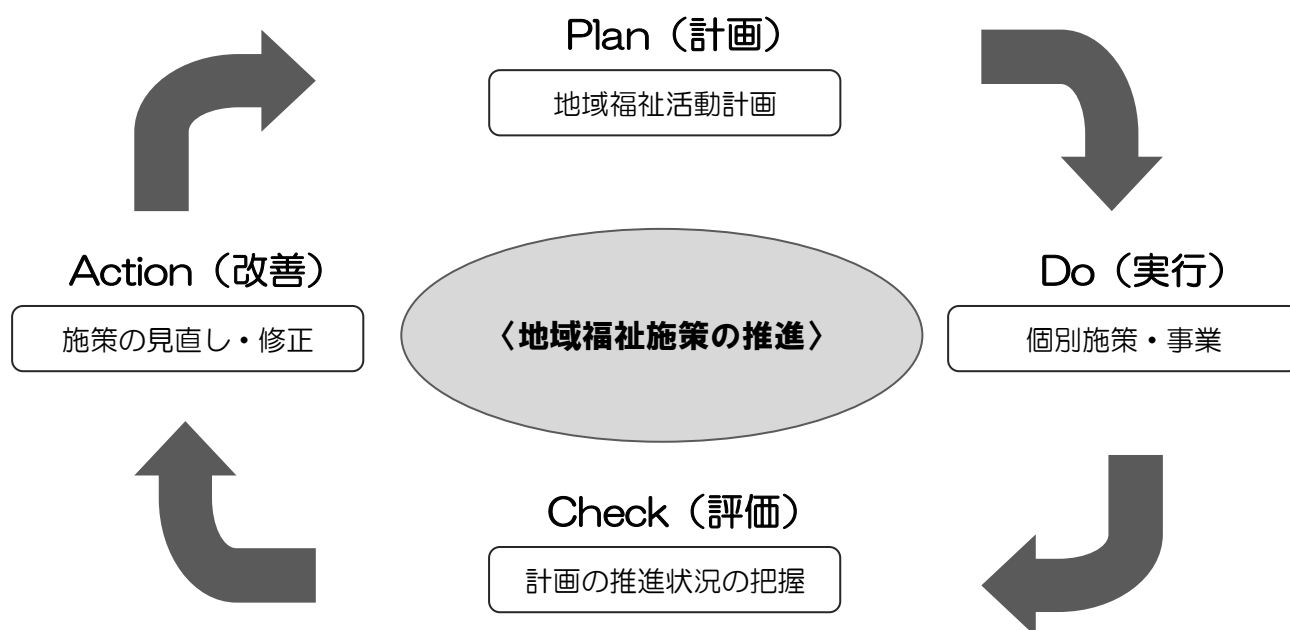 Plan（計画）
地域福祉活動計画
Action（改善）
施策の見直し・修正
〈地域福祉施策の推進〉
Do（実行）
個別施策・事業
Check（評価）
計画の推進状況の把握